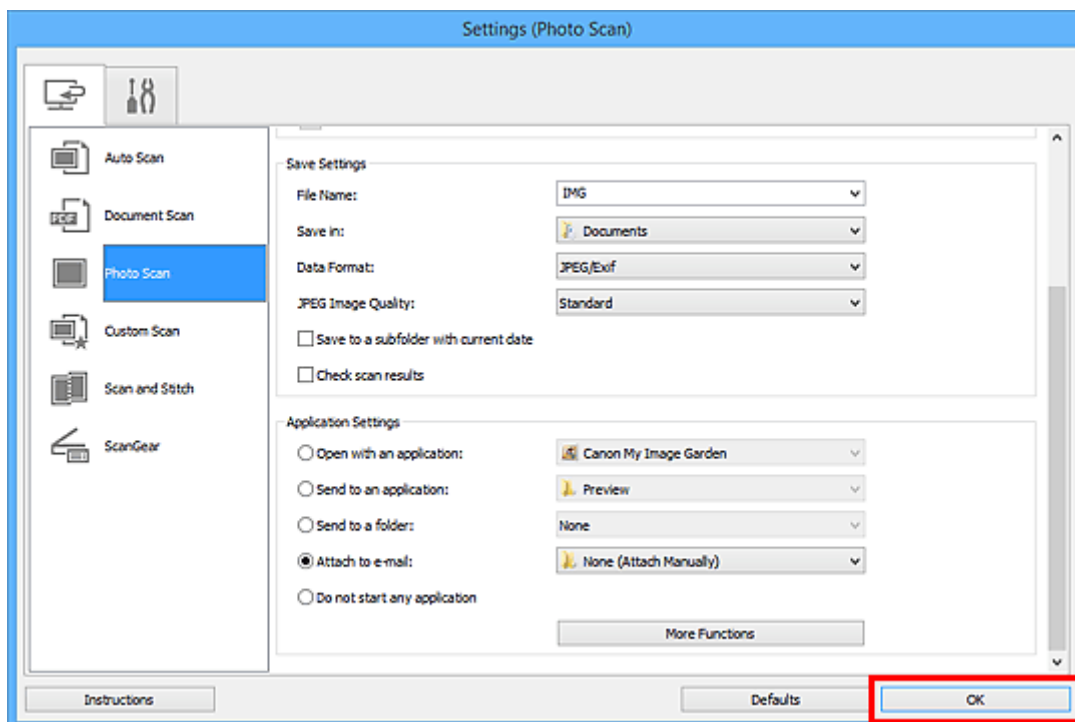 Settings (Photo Scan)
Auto Scan
Document Scan
PDF
Photo Scan
Custom Scan
Scan and Stitch
ScanGear
Save Settings
File Name: IMG
Save in: Documents
Data Format: JPEG/Exif
JPEG Image Quality: Standard
Save to a subfolder with current date
Check scan results
Application Settings
Open with an application: Canon My Image Garden
Send to an application: Preview
Send to a folder: None
Attach to e-mail: None (Attach Manually)
Do not start any application
More Functions
Instructions
Defaults
OK